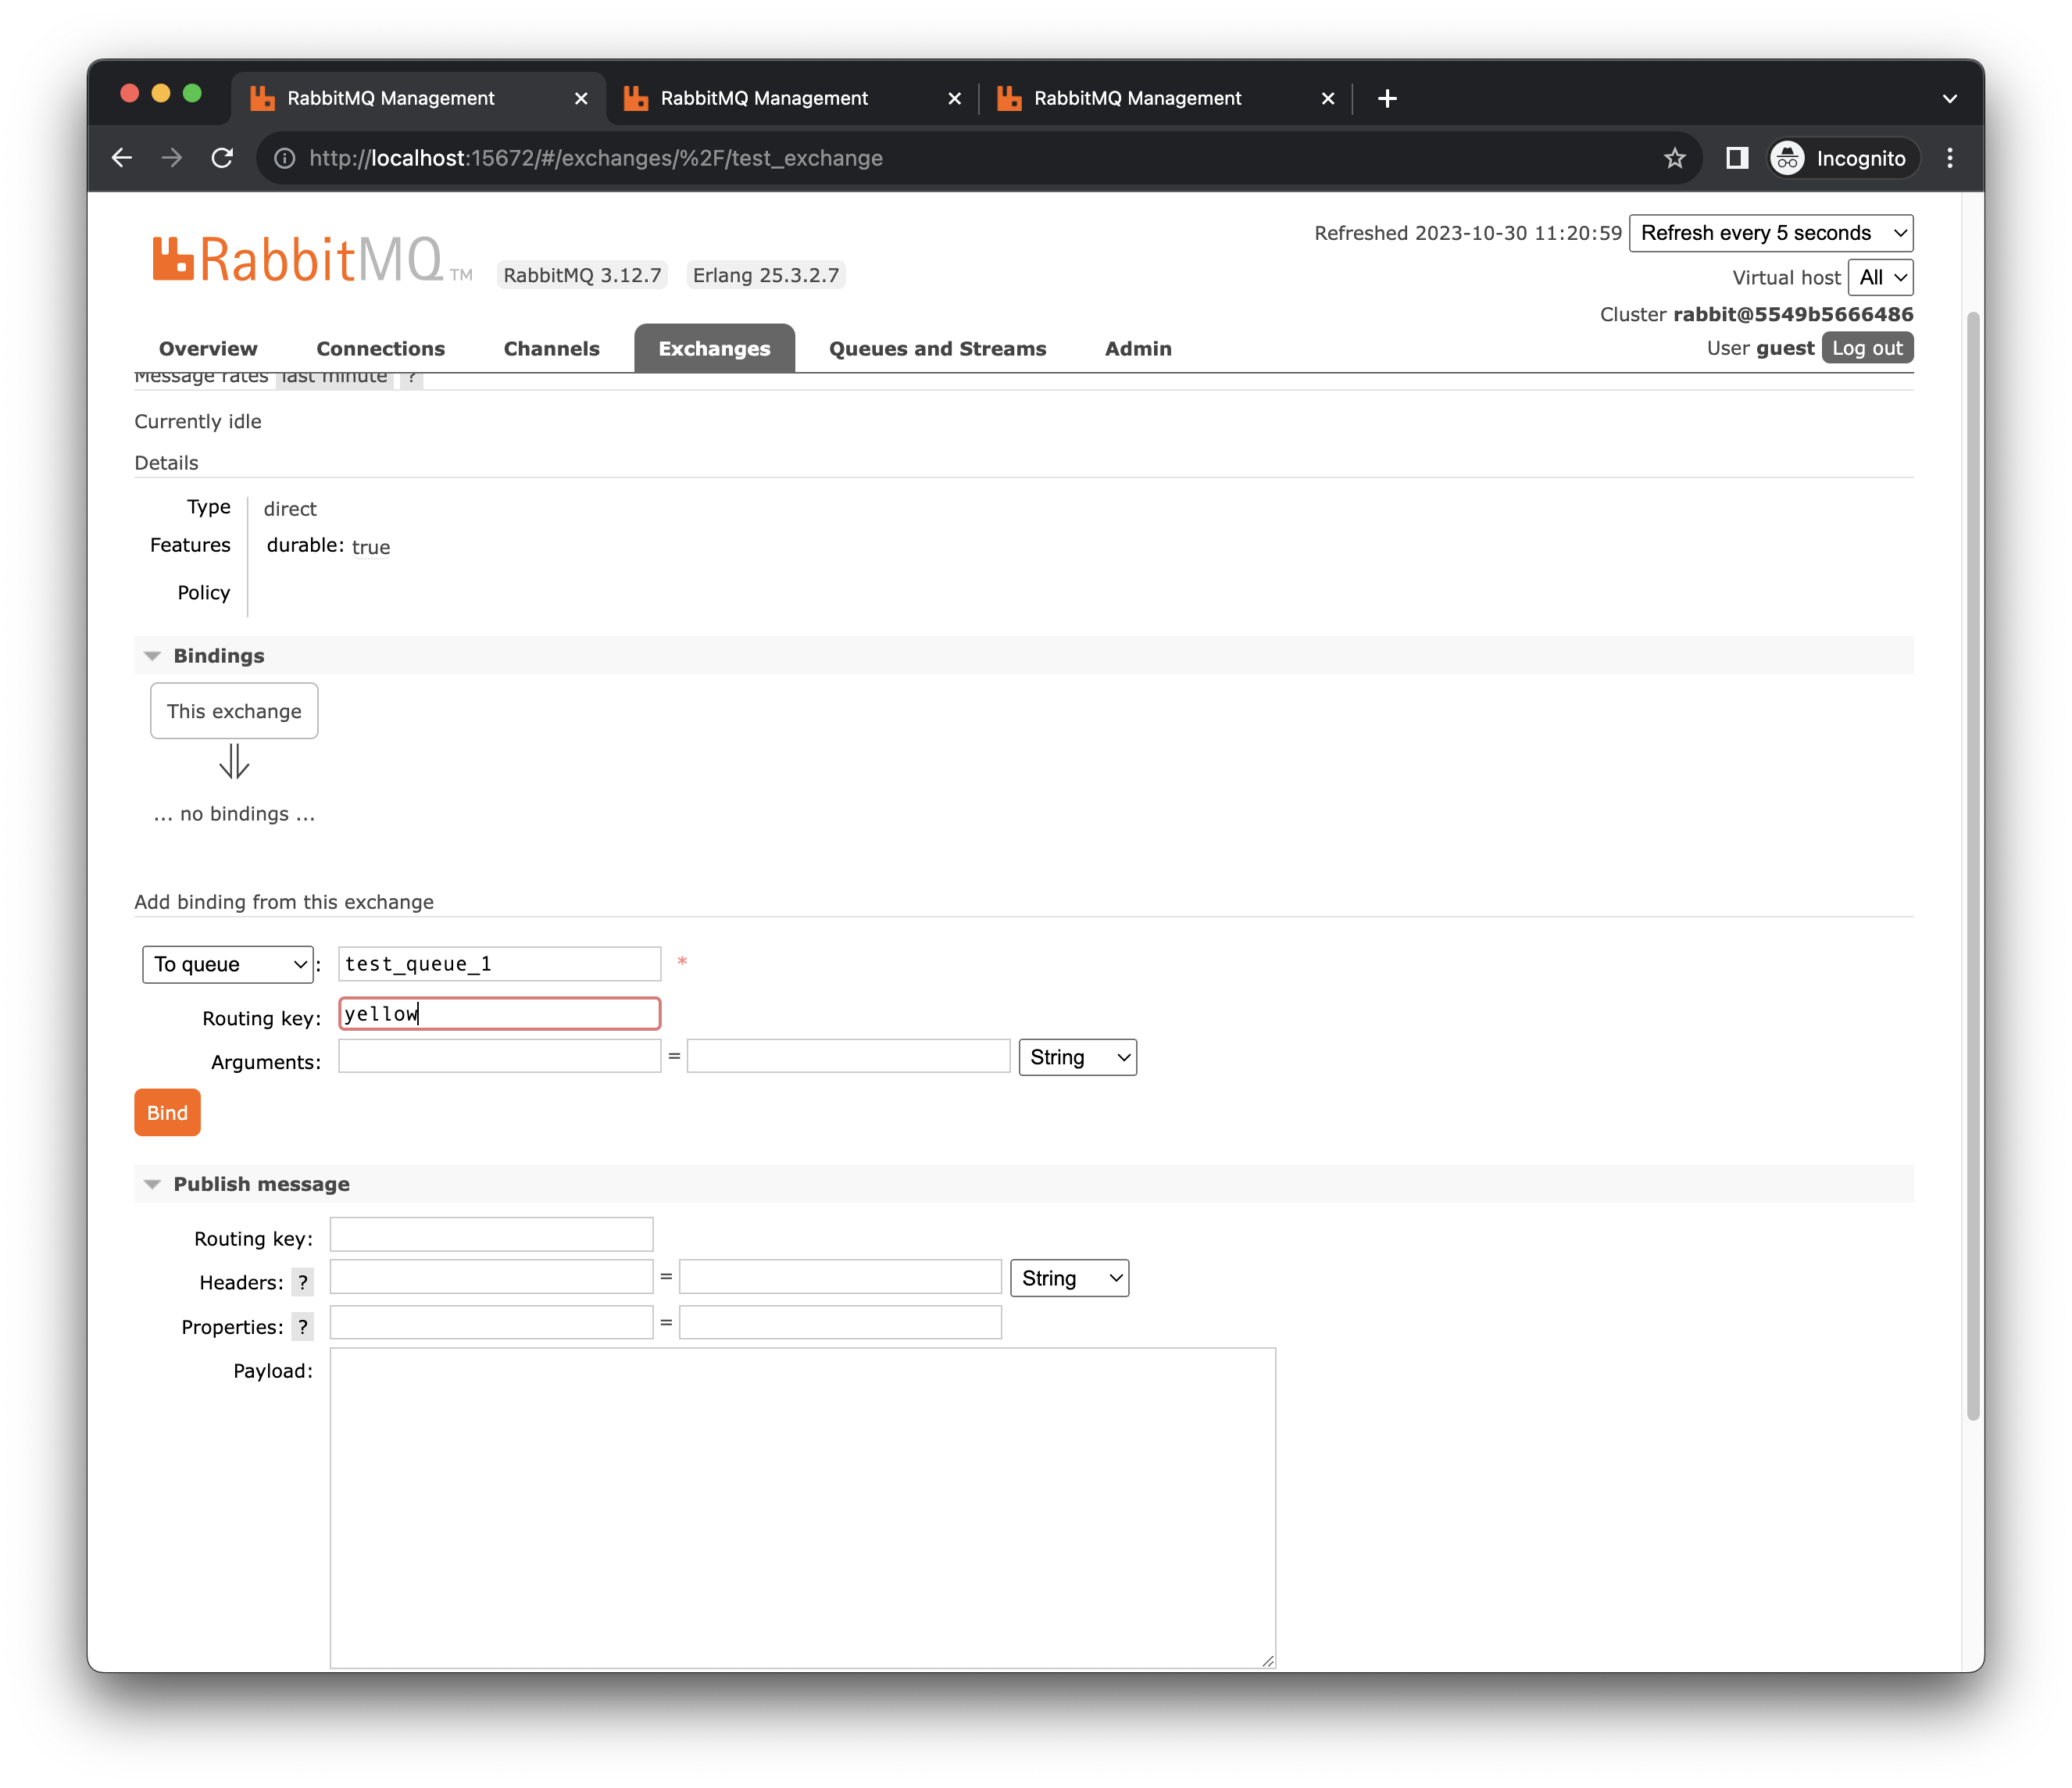 RabbitMQ Management
RabbitMQ Management
RabbitMQ Management
http://localhost:15672/#/exchanges/%2F/test_exchange
Incognito
RabbitMQ TM
RabbitMQ 3.12.7
Erlang 25.3.2.7
Refreshed 2023-10-30 11:20:59
Refresh every 5 seconds
Virtual host
All
Cluster rabbit@5549b5666486
User guest
Log out
Overview
Connections
Channels
Exchanges
Queues and Streams
Admin
Message rates last minute ?
Currently idle
Details
Type direct
Features durable: true
Policy
Bindings
This exchange
... no bindings ...
Add binding from this exchange
To queue : test_queue_1 *
Routing key: yellow
Arguments: = String
Bind
Publish message
Routing key:
Headers: ? = String
Properties: ? =
Payload: